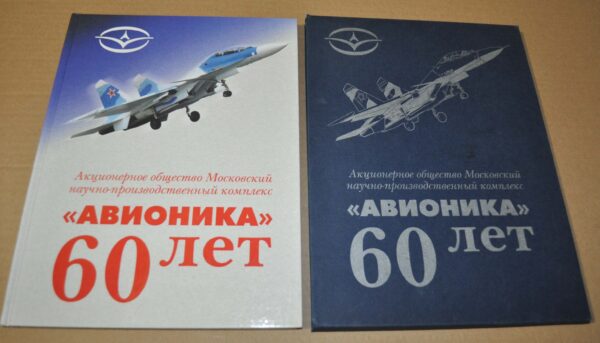 Акционерное общество Московский
научно-производственный комплекс
«АВИОНИКА»
60 лет
Акционерное общество Московский
научно-производственный комплекс
«АВИОНИКА»
60 лет